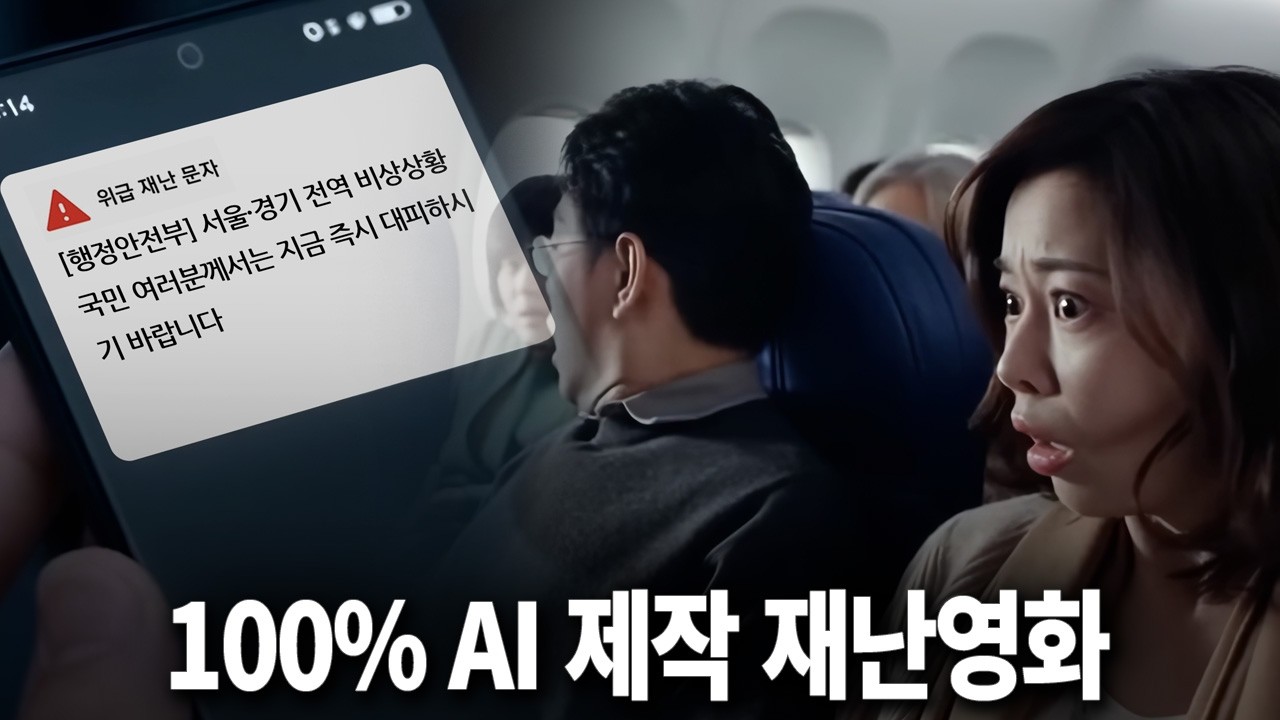 :14
위급 재난 문자
[행정안전부] 서울·경기 전역 비상상황
국민 여러분께서는 지금 즉시 대피하시
기 바랍니다
100% AI 제작 재난영화